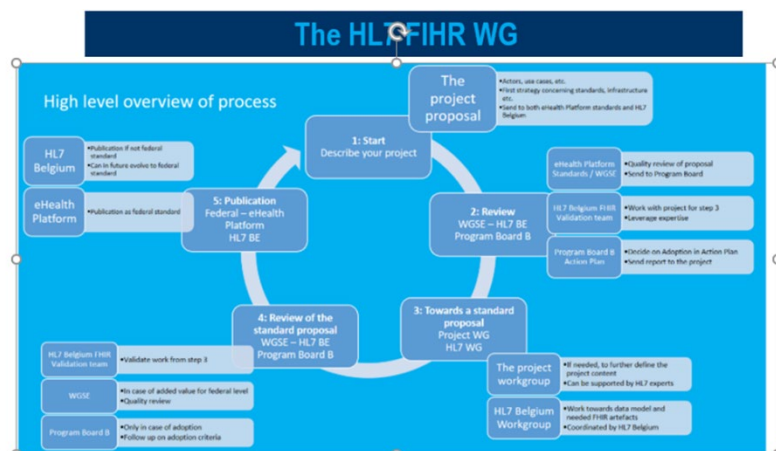 The HL7 FIHR WG
High level overview of process
The
project
proposal
•Actors, use cases, etc.
•First strategy concerning standards, infrastructure
etc.
•Send to both eHealth Platform standards and HL7
Belgium
1: Start
Describe your project
eHealth Platform
Standards / WGSE
•Quality review of proposal
•Send to Program Board
HL7 Belgium FHIR
Validation team
•Work with project for step 3
•Leverage expertise
Program Board B
Action Plan
•Decide on Adoption in Action Plan
•Send report to the project
2: Review
WGSE – HL7 BE
Program Board B
3: Towards a standard
proposal
Project WG
HL7 WG
The project
workgroup
•If needed, to further define the
project content
•Can be supported by HL7 experts
HL7 Belgium
Workgroup
•Work towards data model and
needed FHIR artefacts
•Coordinated by HL7 Belgium
4: Review of the
standard proposal
WGSE – HL7 BE
Program Board B
HL7 Belgium FHIR
Validation team
•Validate work from step 3
WGSE
•In case of added value for federal level
•Quality review
Program Board B
•Only in case of adoption
•Follow up on adoption criteria
5: Publication
Federal – eHealth
Platform
HL7 BE
HL7
Belgium
•Publication if not federal
standard
•Can in future evolve to federal
standard
eHealth
Platform
•Publication as federal standard